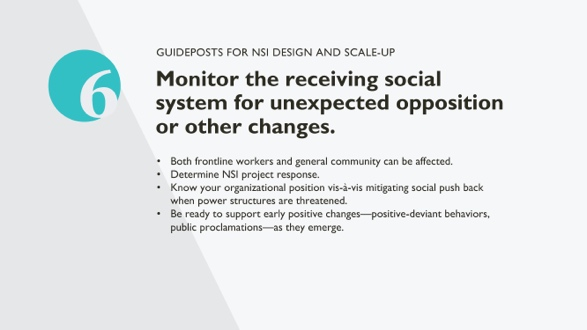 GUIDEPOSTS FOR NSI DESIGN AND SCALE-UP
6
Monitor the receiving social
system for unexpected opposition
or other changes.
• Both frontline workers and general community can be affected.
• Determine NSI project response.
• Know your organizational position vis-à-vis mitigating social push back
when power structures are threatened.
• Be ready to support early positive changes—positive-deviant behaviors,
public proclamations—as they emerge.